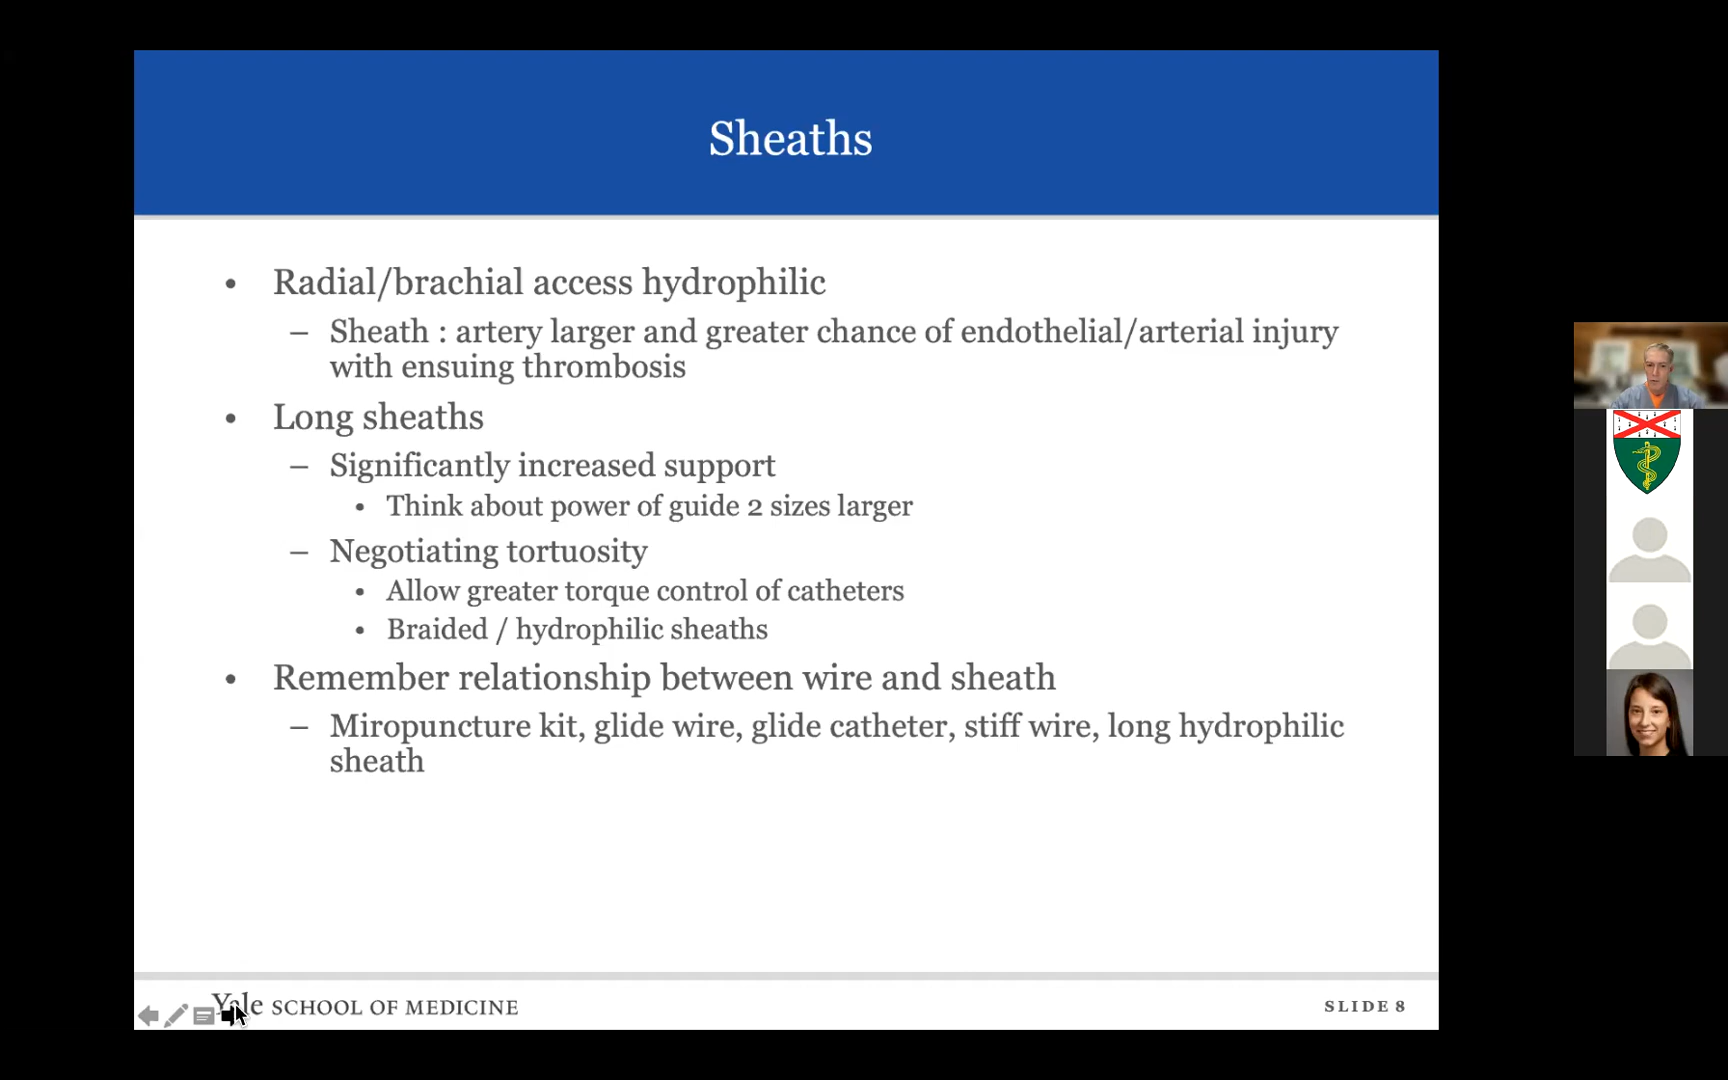 Sheaths
• Radial/brachial access hydrophilic
– Sheath : artery larger and greater chance of endothelial/arterial injury
with ensuing thrombosis
• Long sheaths
– Significantly increased support
• Think about power of guide 2 sizes larger
– Negotiating tortuosity
• Allow greater torque control of catheters
• Braided / hydrophilic sheaths
• Remember relationship between wire and sheath
– Miropuncture kit, glide wire, glide catheter, stiff wire, long hydrophilic
sheath
Yale SCHOOL OF MEDICINE
SLIDE 8